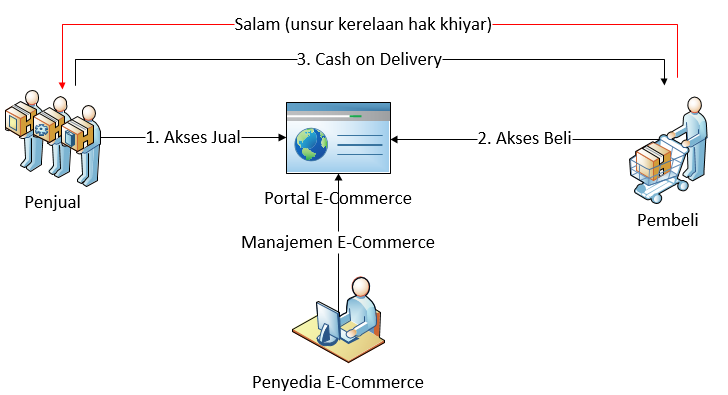 Salam (unsur kerelaan hak khiyar)
3. Cash on Delivery
1. Akses Jual
2. Akses Beli
Penjual
Portal E-Commerce
Pembeli
Manajemen E-Commerce
Penyedia E-Commerce